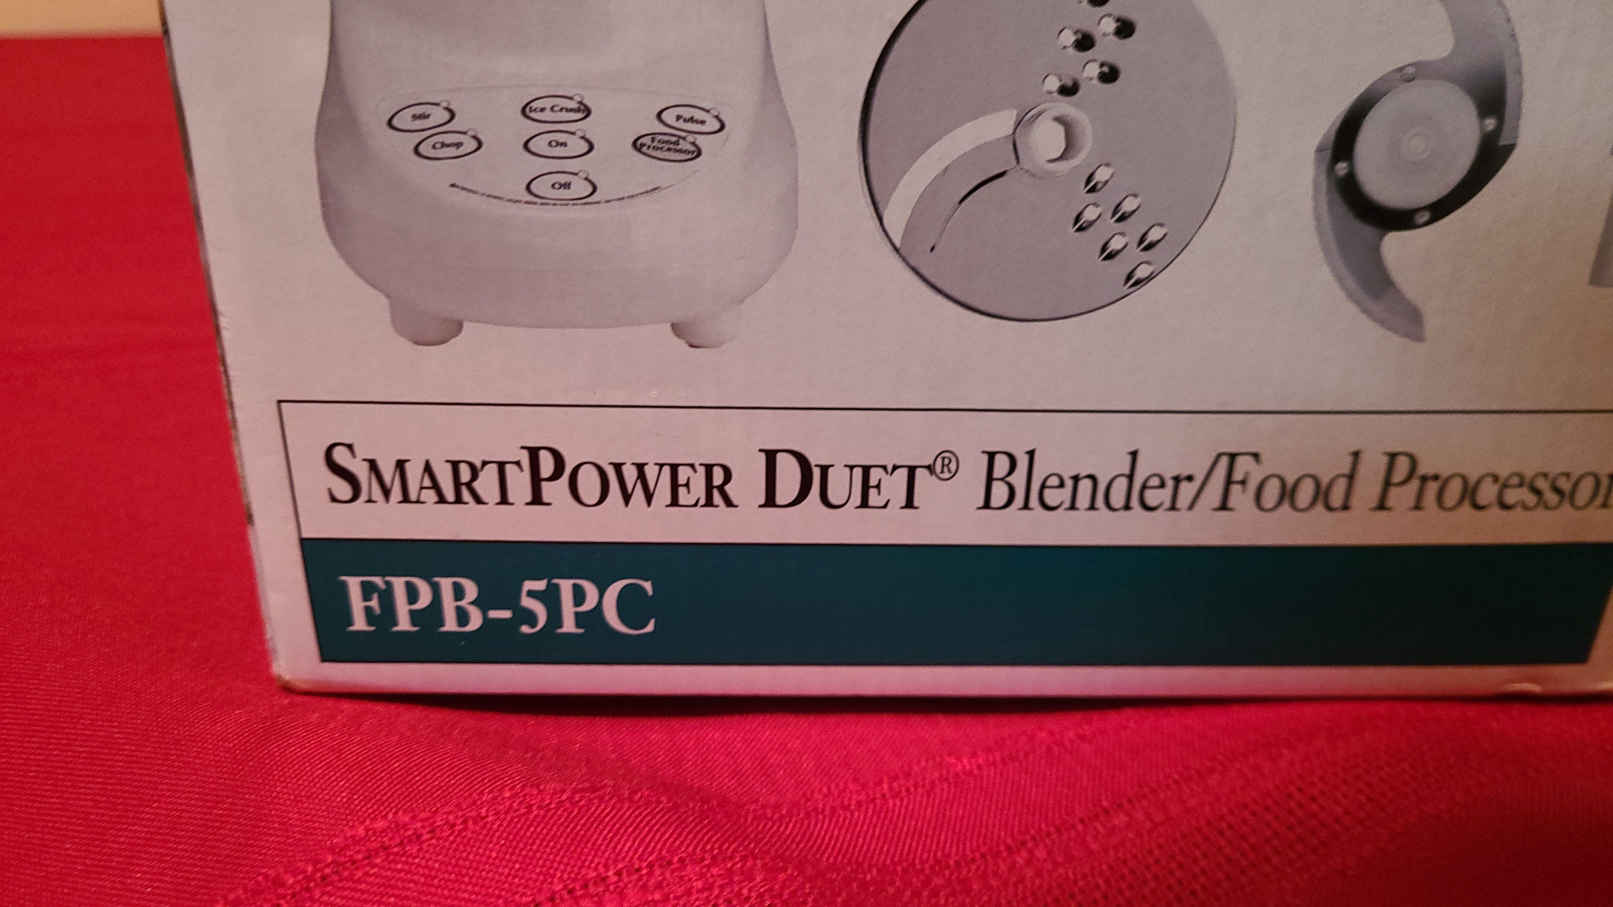 Stir
Ice Crush
Pulse
Chop
On
Food
Processor
Off
SMARTPOWER DUET® Blender/Food Processor
FPB-5PC